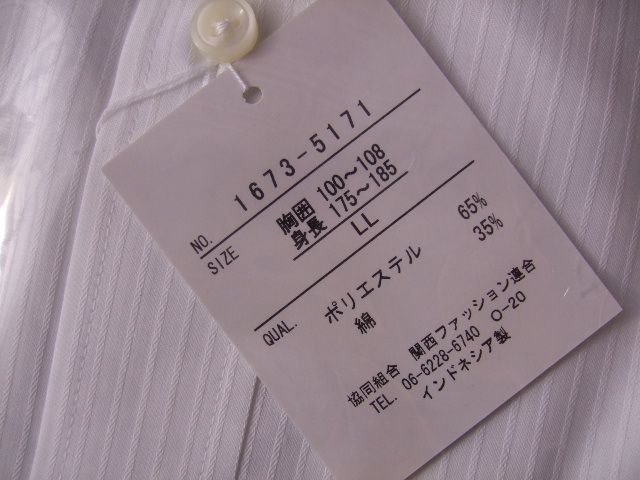 NO. 1673-5171
SIZE 胸囲 100～108
身長 175～185
LL
QUAL. ポリエステル 65%
綿 35%
協同組合 関西ファッション連合
TEL. 06-6228-6740 O-20
インドネシア製